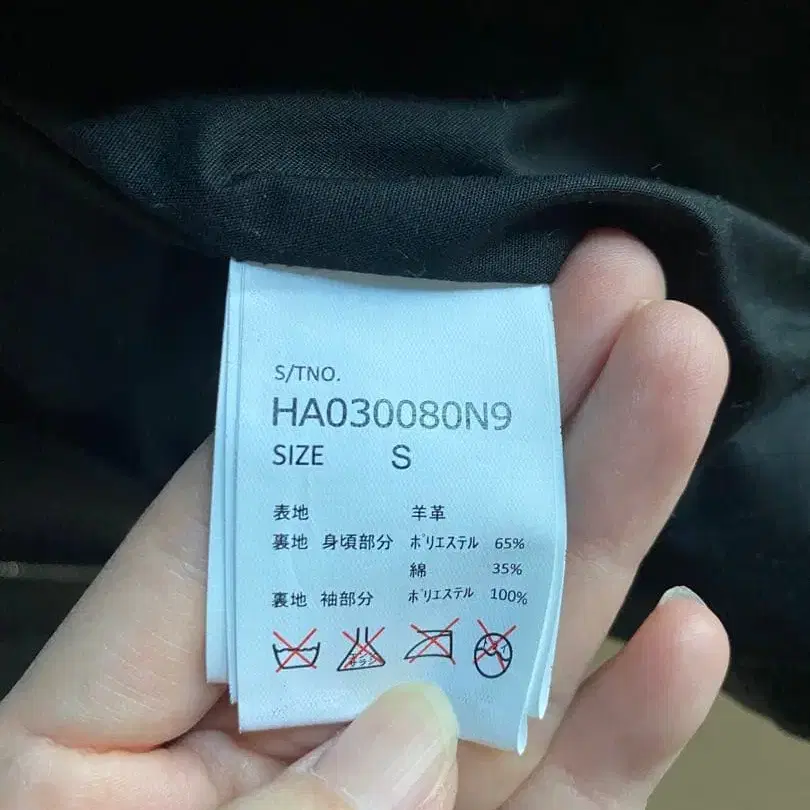 S/TNO.
HA030080N9
SIZE S
表地 羊革
裏地 身頃部分 ポリエステル 65%
綿 35%
裏地 袖部分 ポリエステル 100%